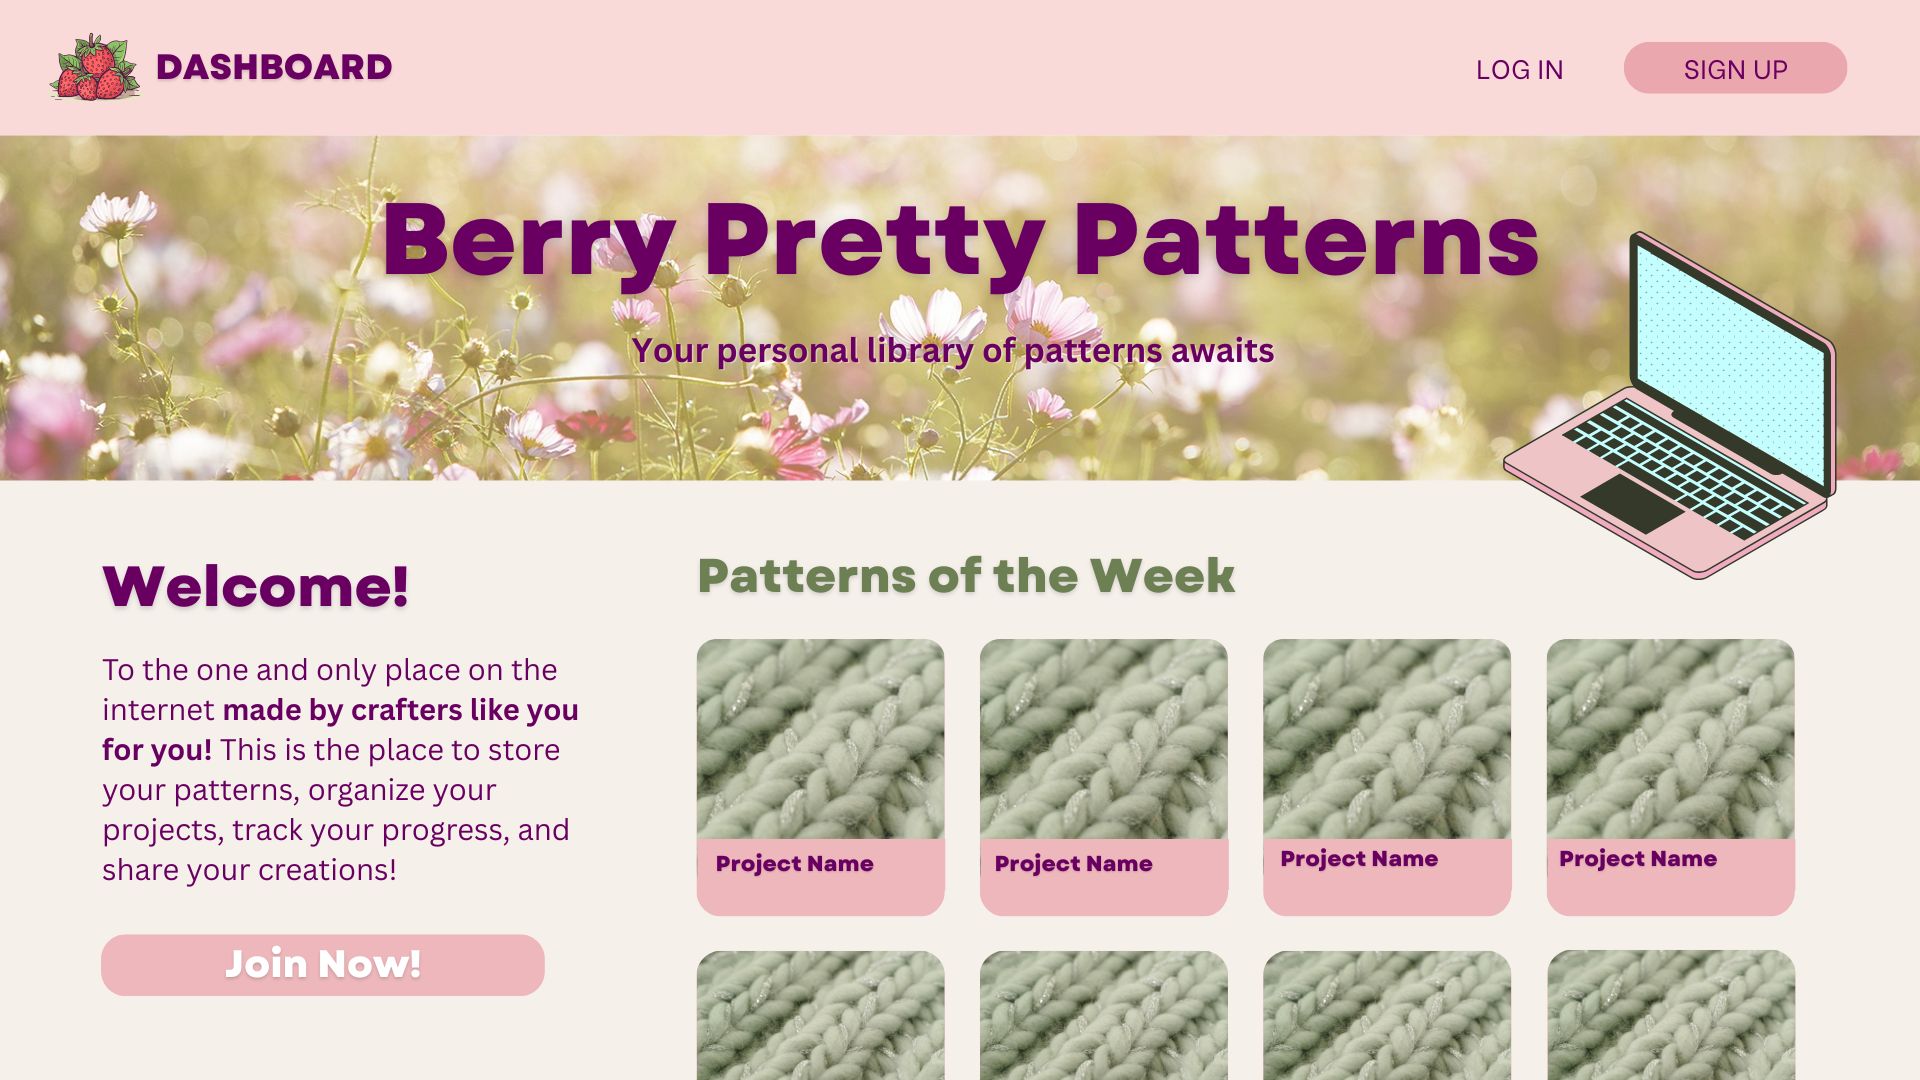 DASHBOARD
LOG IN
SIGN UP
Berry Pretty Patterns
Your personal library of patterns awaits
Welcome!
To the one and only place on the
internet made by crafters like you
for you! This is the place to store
your patterns, organize your
projects, track your progress, and
share your creations!
Join Now!
Patterns of the Week
Project Name
Project Name
Project Name
Project Name